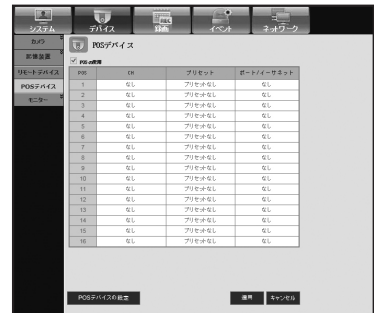 システム デバイス 録画 イベント ネットワーク
カメラ
記憶装置
リモートデバイス
POSデバイス
モニター
POSデバイス
POS CH プリセット ポート/イーサネット
1 なし プリセットなし なし
2 なし プリセットなし なし
3 なし プリセットなし なし
4 なし プリセットなし なし
5 なし プリセットなし なし
6 なし プリセットなし なし
7 なし プリセットなし なし
8 なし プリセットなし なし
9 なし プリセットなし なし
10 なし プリセットなし なし
11 なし プリセットなし なし
12 なし プリセットなし なし
13 なし プリセットなし なし
14 なし プリセットなし なし
15 なし プリセットなし なし
16 なし プリセットなし なし
POSデバイスの設定 適用 キャンセル